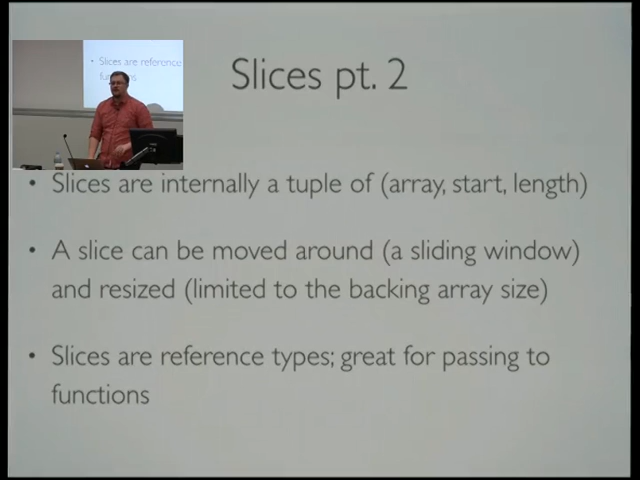 Slices pt. 2
• Slices are reference
functions
• Slices are internally a tuple of (array, start, length)
• A slice can be moved around (a sliding window)
and resized (limited to the backing array size)
• Slices are reference types; great for passing to
functions